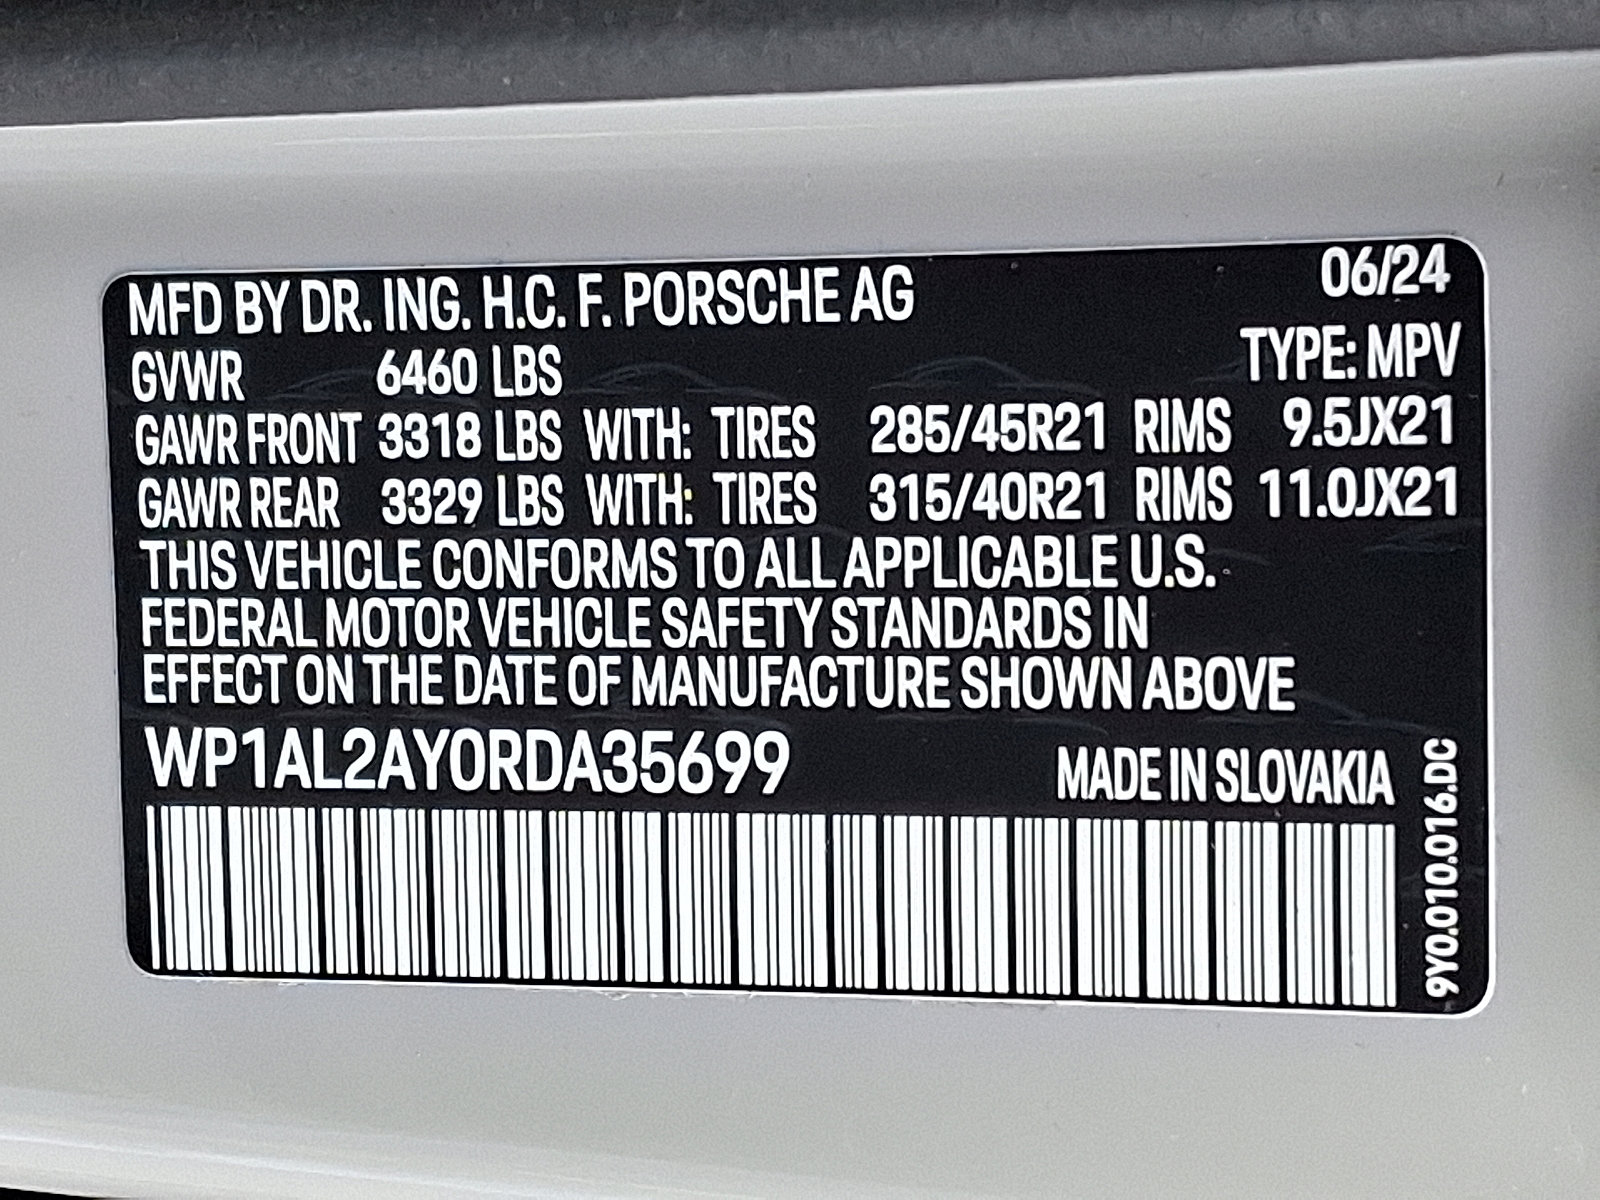 MFD BY DR. ING. H.C. F. PORSCHE AG 06/24
GVWR 6460 LBS TYPE: MPV
GAWR FRONT 3318 LBS WITH: TIRES 285/45R21 RIMS 9.5JX21
GAWR REAR 3329 LBS WITH: TIRES 315/40R21 RIMS 11.0JX21
THIS VEHICLE CONFORMS TO ALL APPLICABLE U.S.
FEDERAL MOTOR VEHICLE SAFETY STANDARDS IN
EFFECT ON THE DATE OF MANUFACTURE SHOWN ABOVE
WP1AL2AY0RDA35699 MADE IN SLOVAKIA
9Y0.010.016.DC